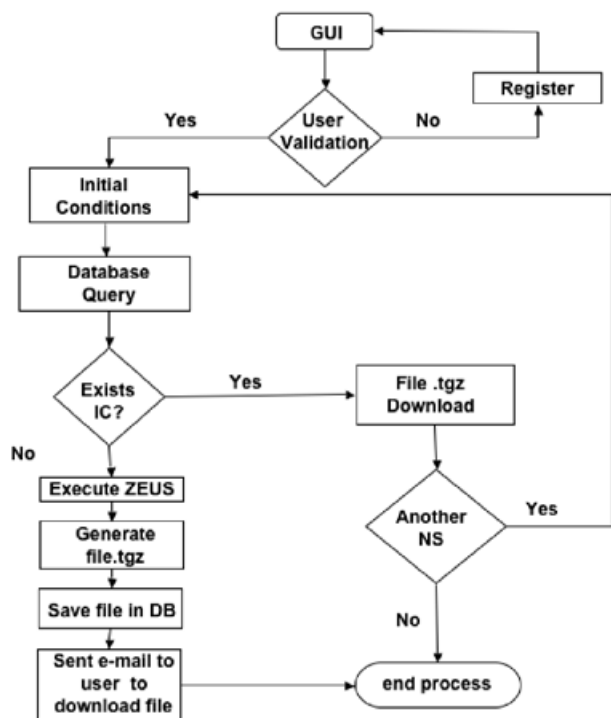 GUI
Register
User
Validation
Yes
No
Initial
Conditions
Database
Query
Exists
IC?
Yes
File .tgz
Download
No
Execute ZEUS
Another
NS
Yes
Generate
file.tgz
Save file in DB
No
Sent e-mail to
user to
download file
end process